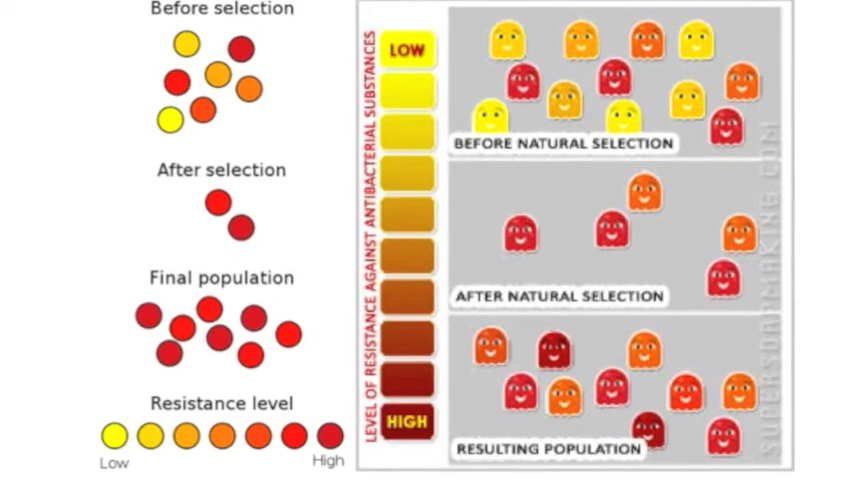 Before selection
After selection
Final population
Resistance level
Low
High
LEVEL OF RESISTANCE AGAINST ANTIBACTERIAL SUBSTANCES
LOW
HIGH
BEFORE NATURAL SELECTION
AFTER NATURAL SELECTION
RESULTING POPULATION
SUPERSOAPMAKING.COM